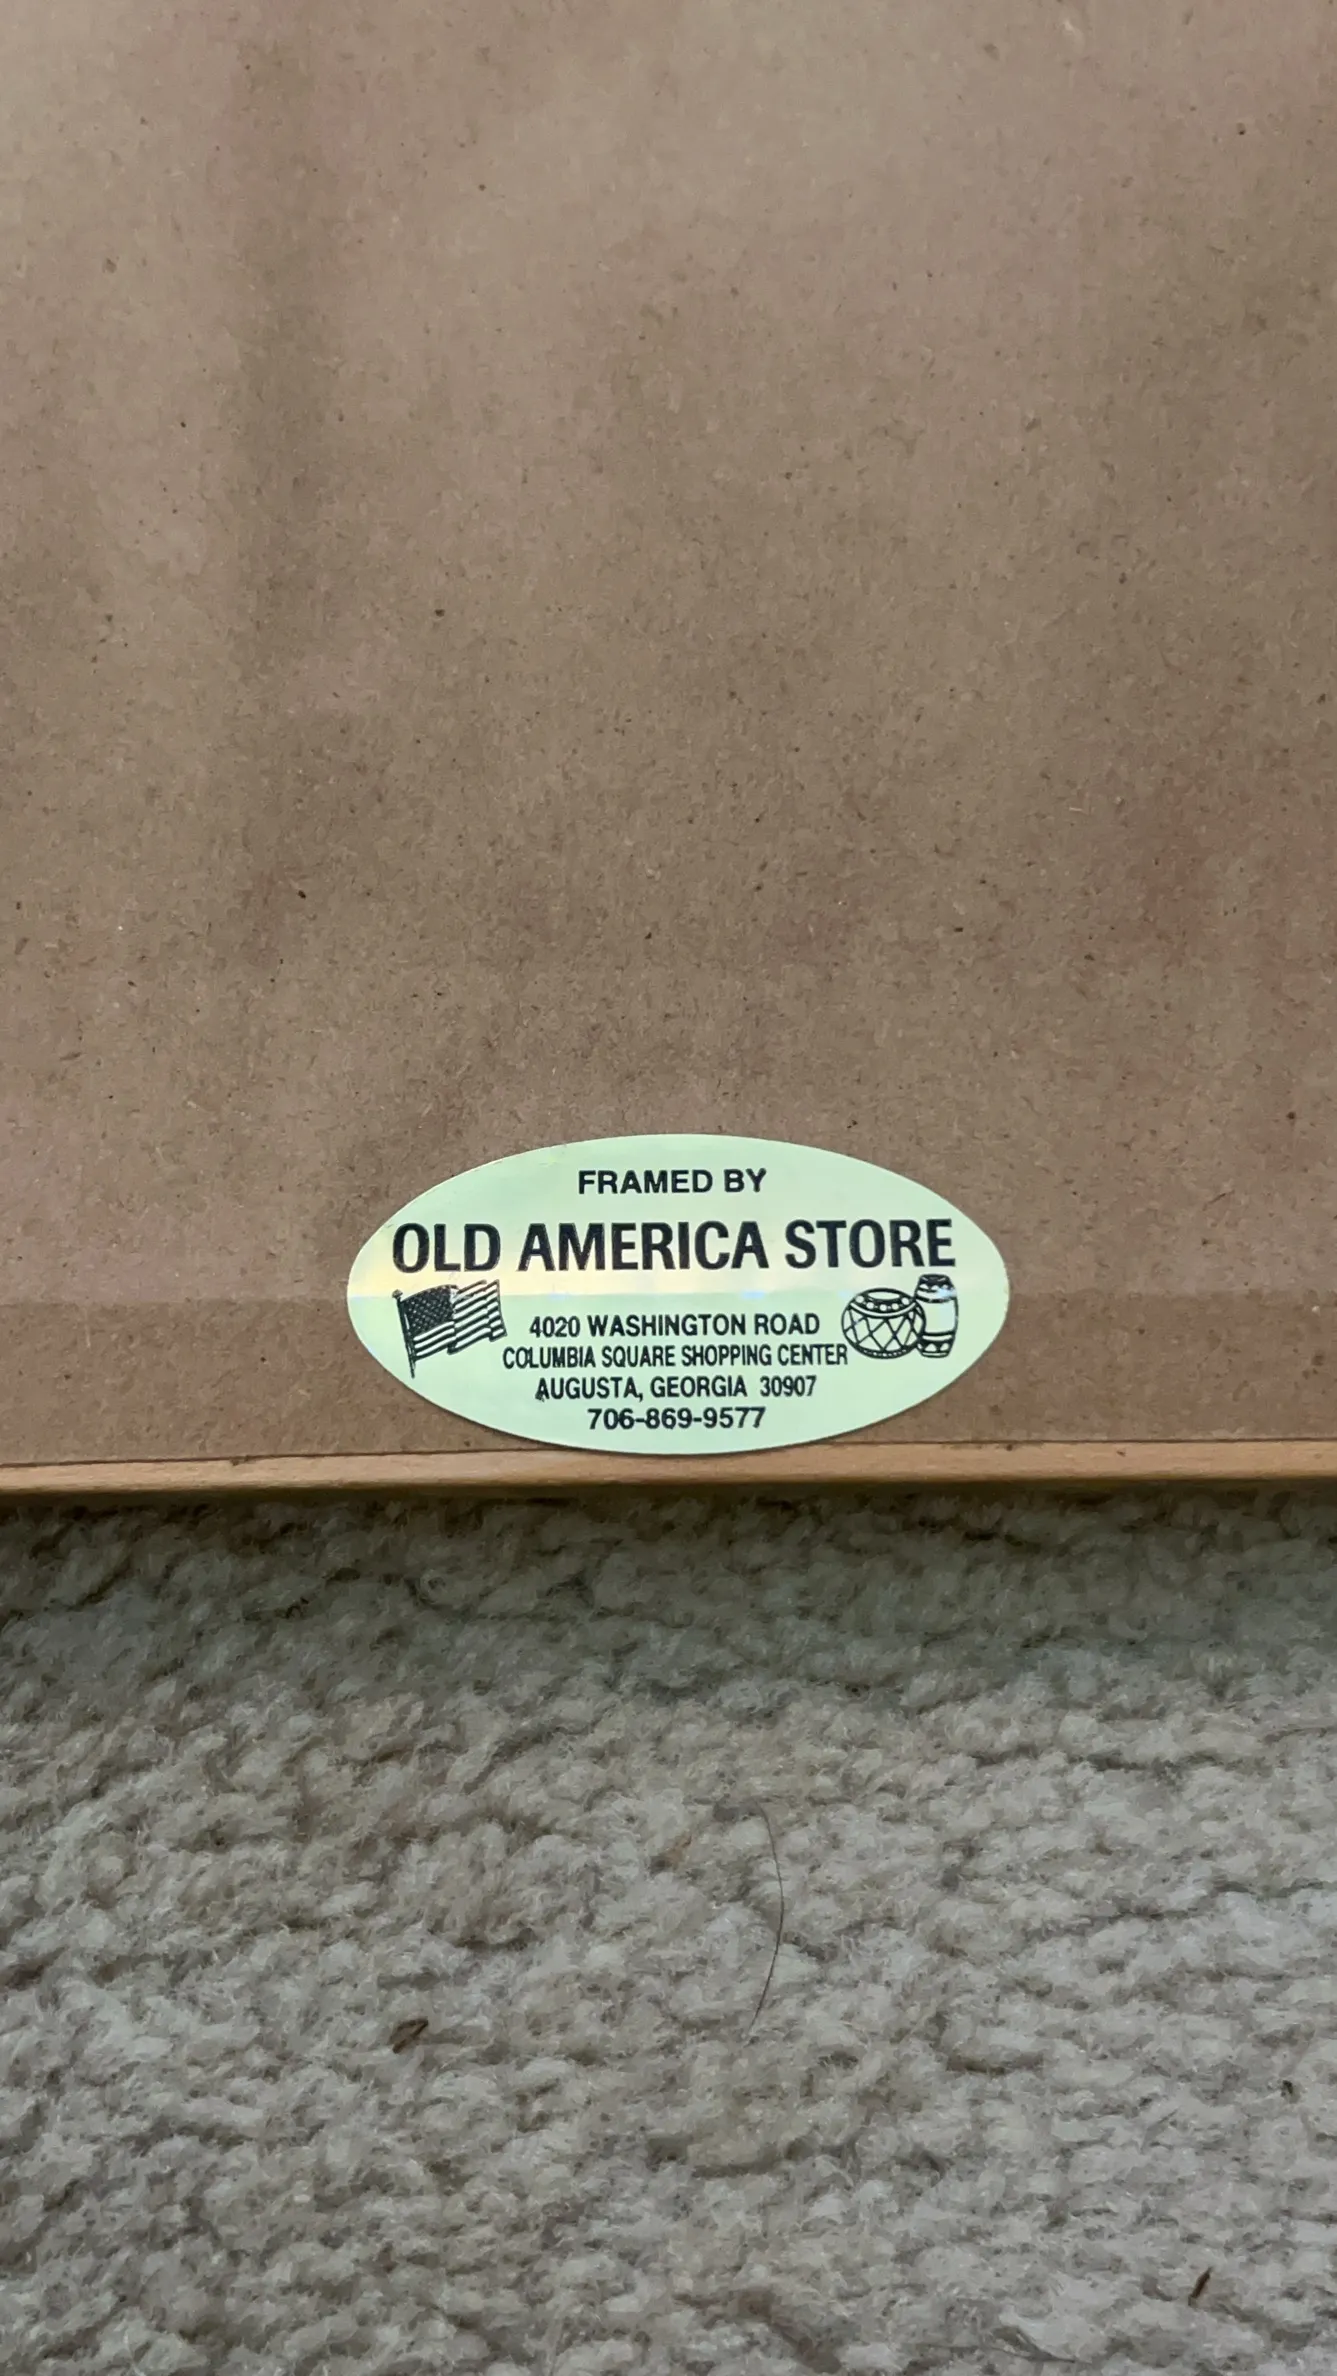 FRAMED BY
OLD AMERICA STORE
4020 WASHINGTON ROAD
COLUMBIA SQUARE SHOPPING CENTER
AUGUSTA, GEORGIA 30907
706-869-9577